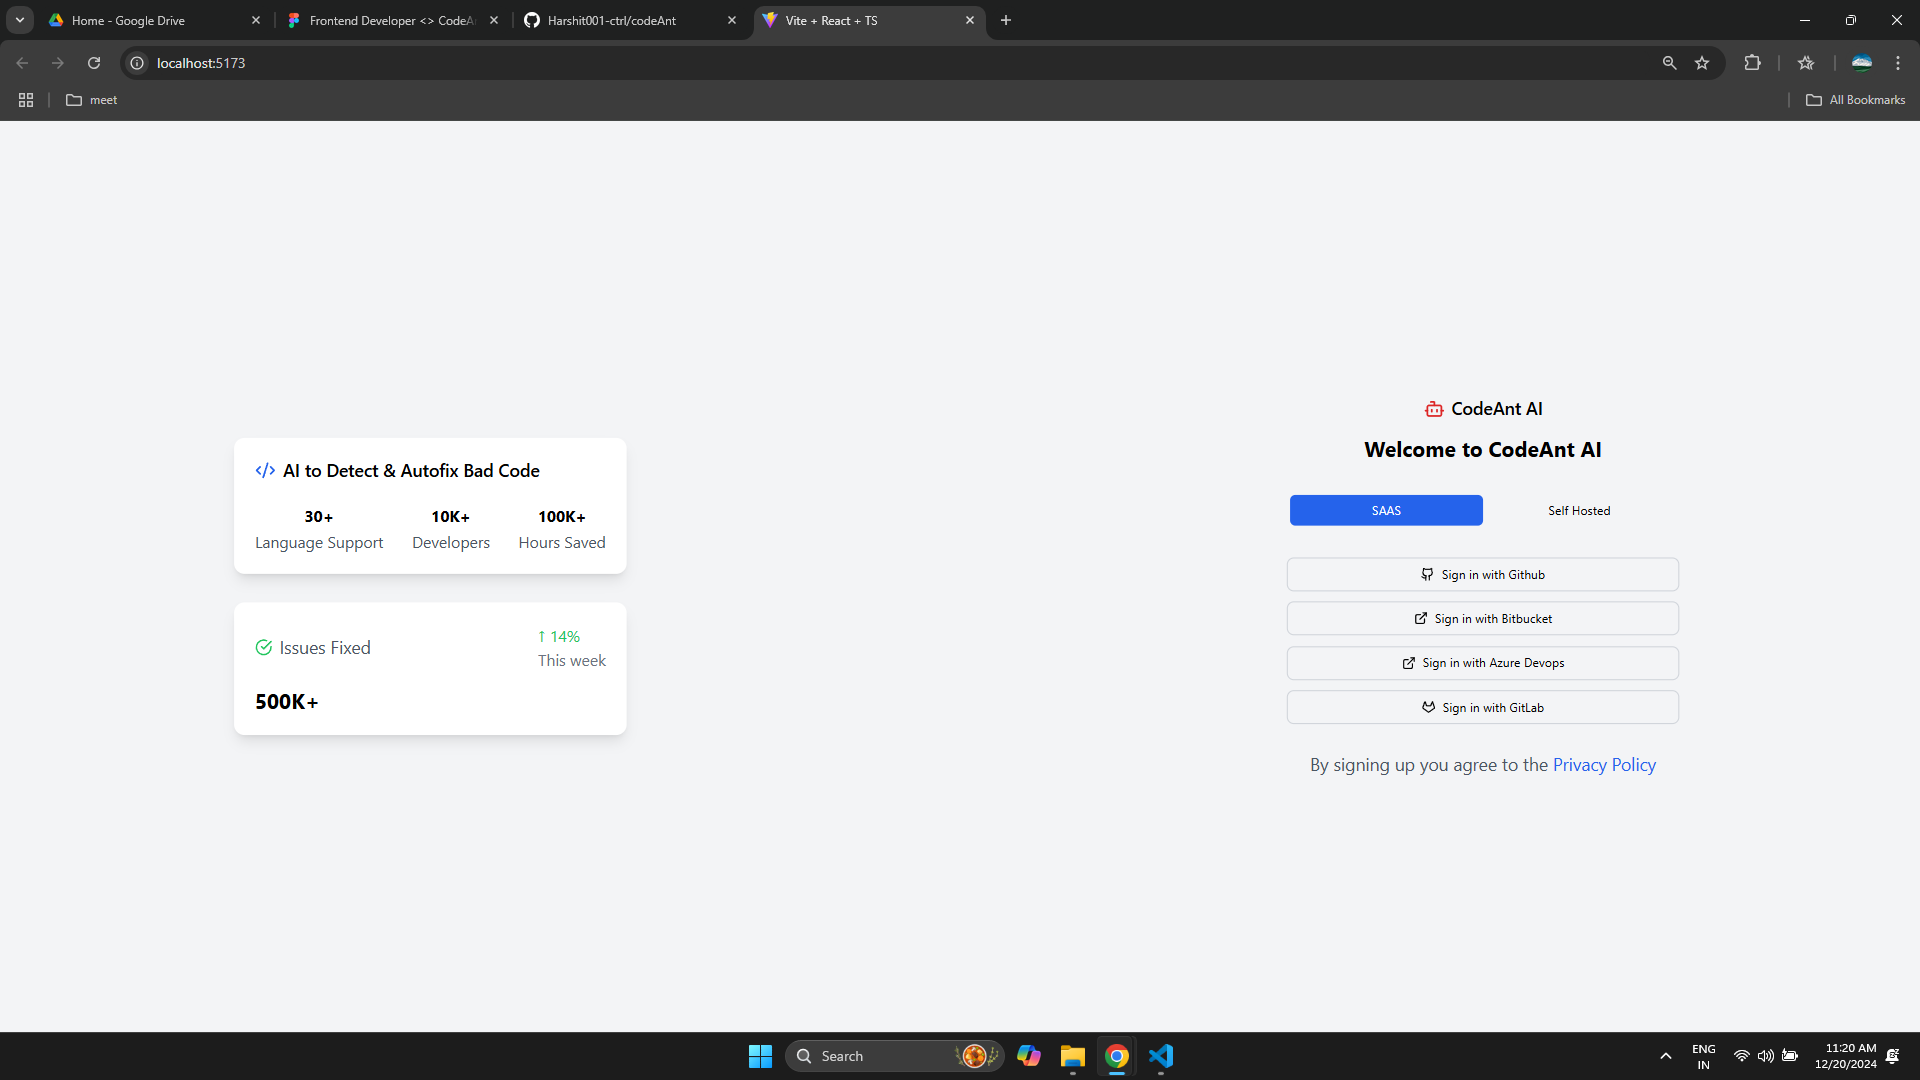 Home - Google Drive
Frontend Developer <> CodeA
Harshit001-ctrl/codeAnt
Vite + React + TS
localhost:5173
meet
All Bookmarks
CodeAnt AI
Welcome to CodeAnt AI
AI to Detect & Autofix Bad Code
30+ 10K+ 100K+
Language Support Developers Hours Saved
SAAS Self Hosted
Sign in with Github
Sign in with Bitbucket
Issues Fixed
↑ 14%
This week
500K+
Sign in with Azure Devops
Sign in with GitLab
By signing up you agree to the Privacy Policy
Search
ENG
IN
11:20 AM
12/20/2024